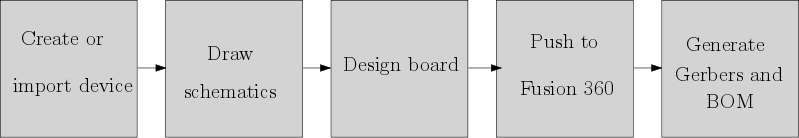 Create or
import device
Draw
schematics
Design board
Push to
Fusion 360
Generate
Gerbers and
BOM